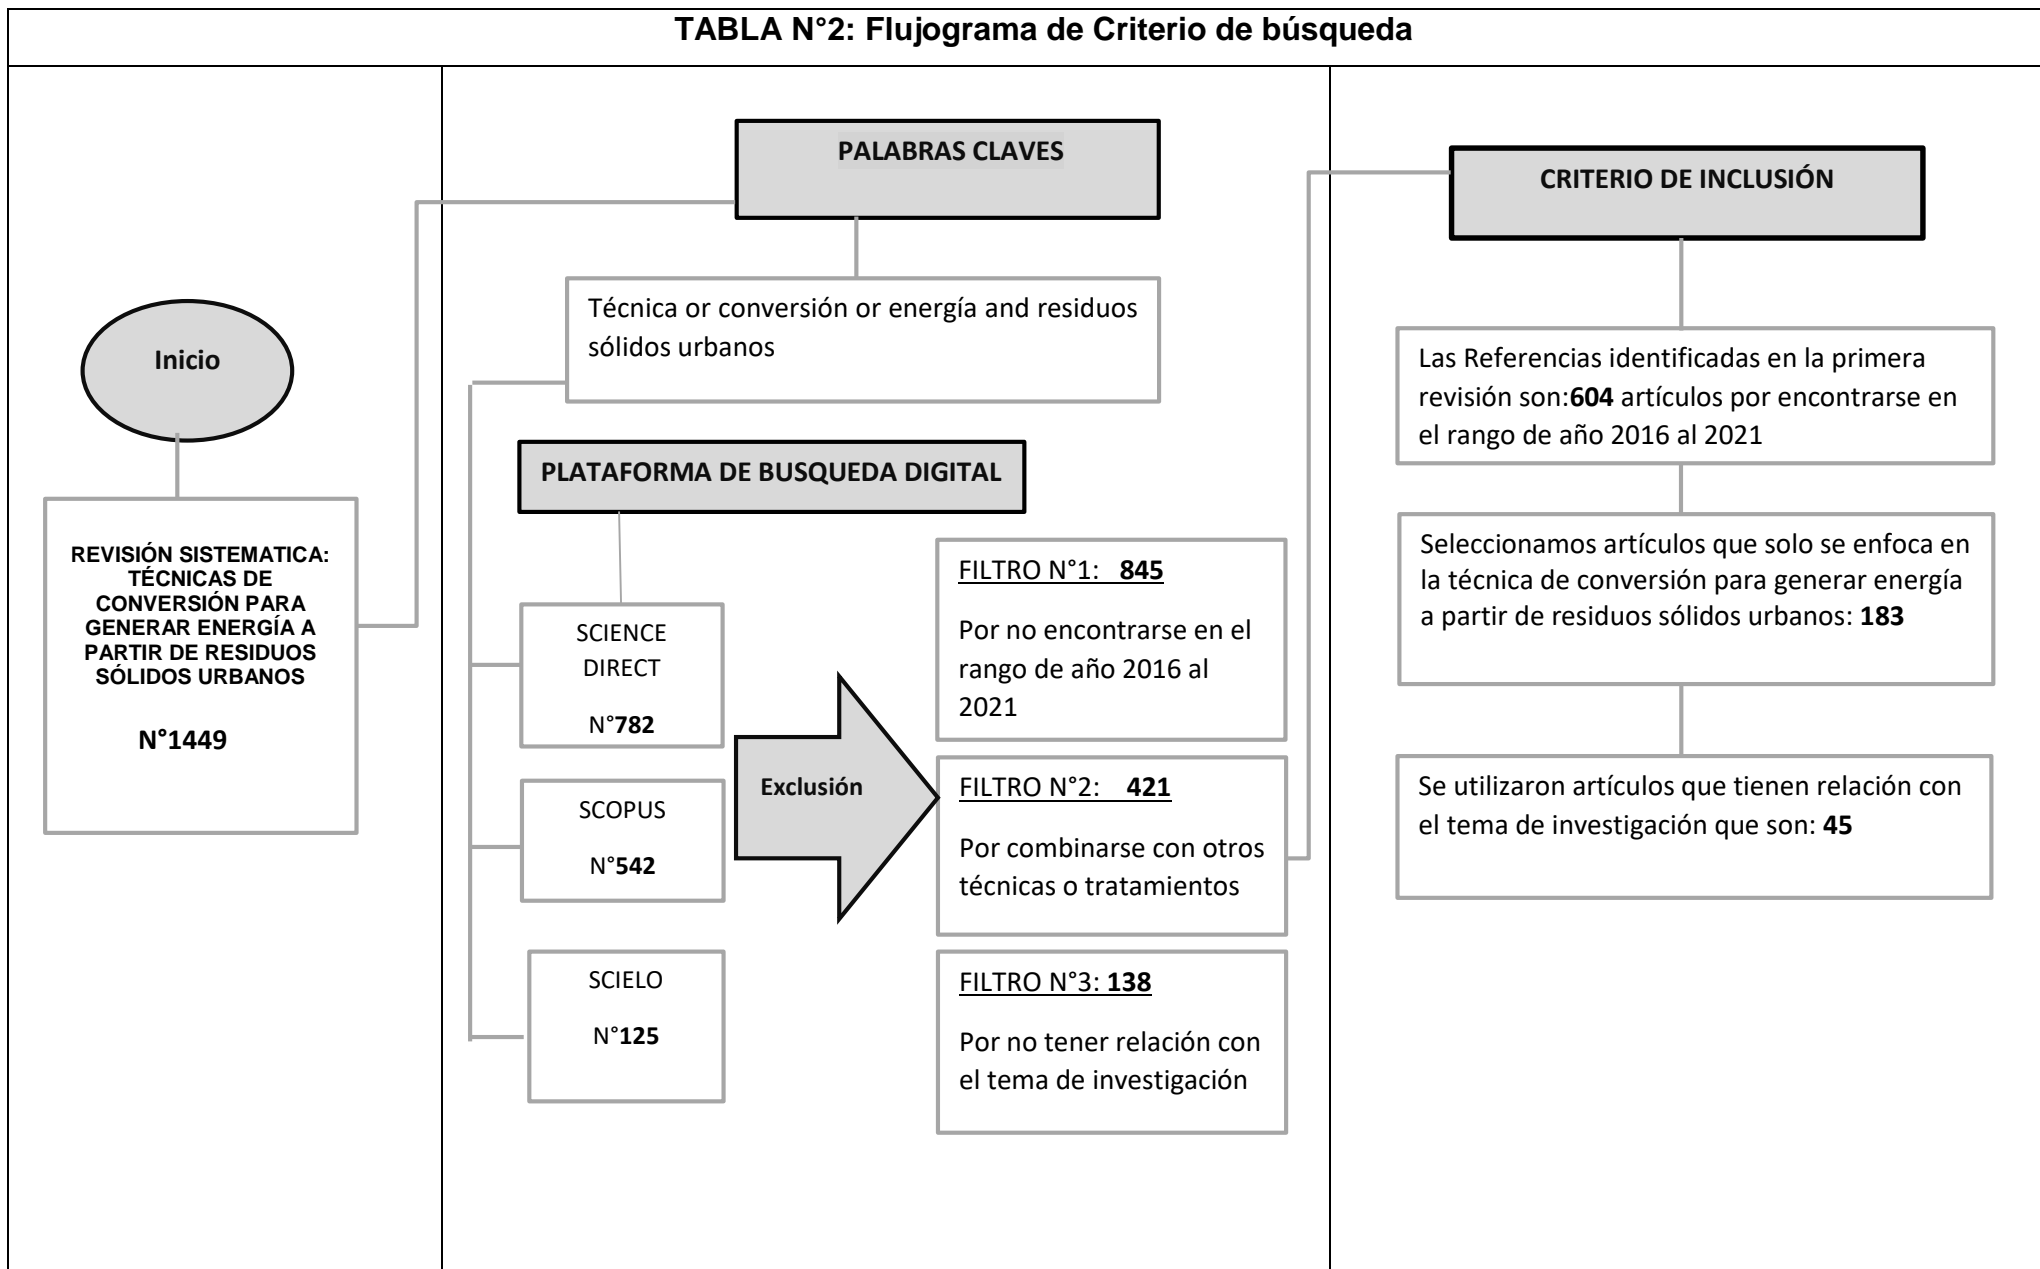 TABLA N°2: Flujograma de Criterio de búsqueda
Inicio
REVISIÓN SISTEMATICA:
TÉCNICAS DE
CONVERSIÓN PARA
GENERAR ENERGÍA A
PARTIR DE RESIDUOS
SÓLIDOS URBANOS
N°1449
PALABRAS CLAVES
Técnica or conversión or energía and residuos
sólidos urbanos
PLATAFORMA DE BUSQUEDA DIGITAL
SCIENCE
DIRECT
N°782
SCOPUS
N°542
SCIELO
N°125
Exclusión
FILTRO N°1: 845
Por no encontrarse en el
rango de año 2016 al
2021
FILTRO N°2: 421
Por combinarse con otros
técnicas o tratamientos
FILTRO N°3: 138
Por no tener relación con
el tema de investigación
CRITERIO DE INCLUSIÓN
Las Referencias identificadas en la primera
revisión son:604 artículos por encontrarse en
el rango de año 2016 al 2021
Seleccionamos artículos que solo se enfoca en
la técnica de conversión para generar energía
a partir de residuos sólidos urbanos: 183
Se utilizaron artículos que tienen relación con
el tema de investigación que son: 45